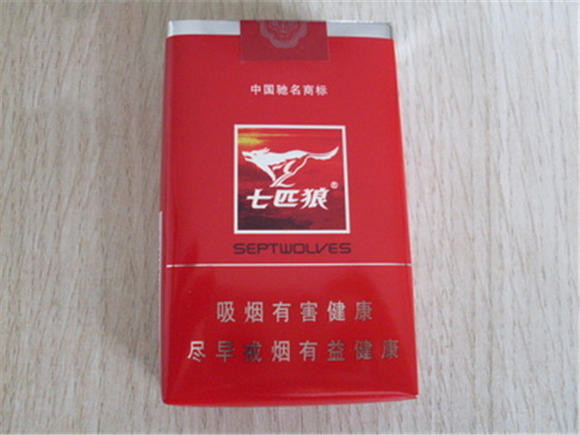 中国驰名商标
七匹狼®
SEPTWOLVES
吸烟有害健康
尽早戒烟有益健康